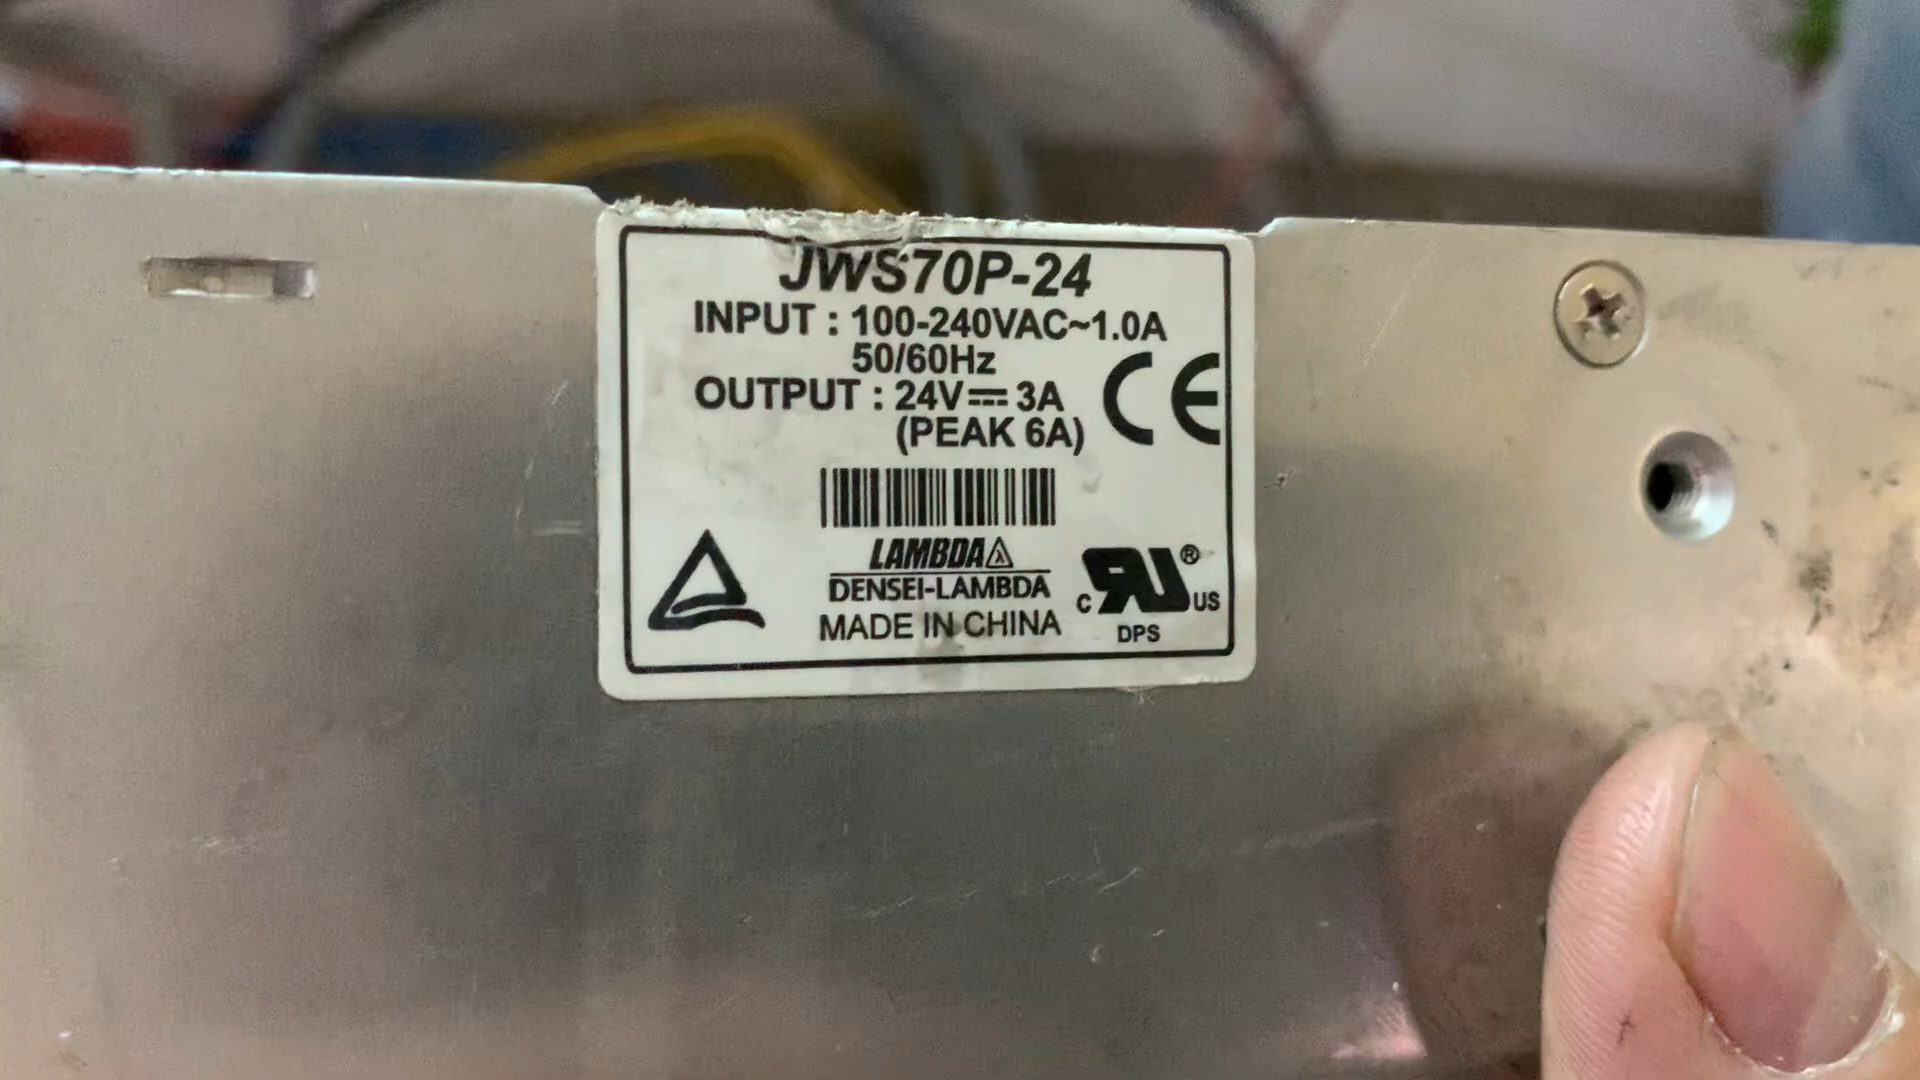 JWS70P-24
INPUT : 100-240VAC~1.0A
50/60Hz
OUTPUT : 24V⎓3A
(PEAK 6A)
CE
LAMBDA
DENSEI-LAMBDA
MADE IN CHINA
c RU ® US
DPS